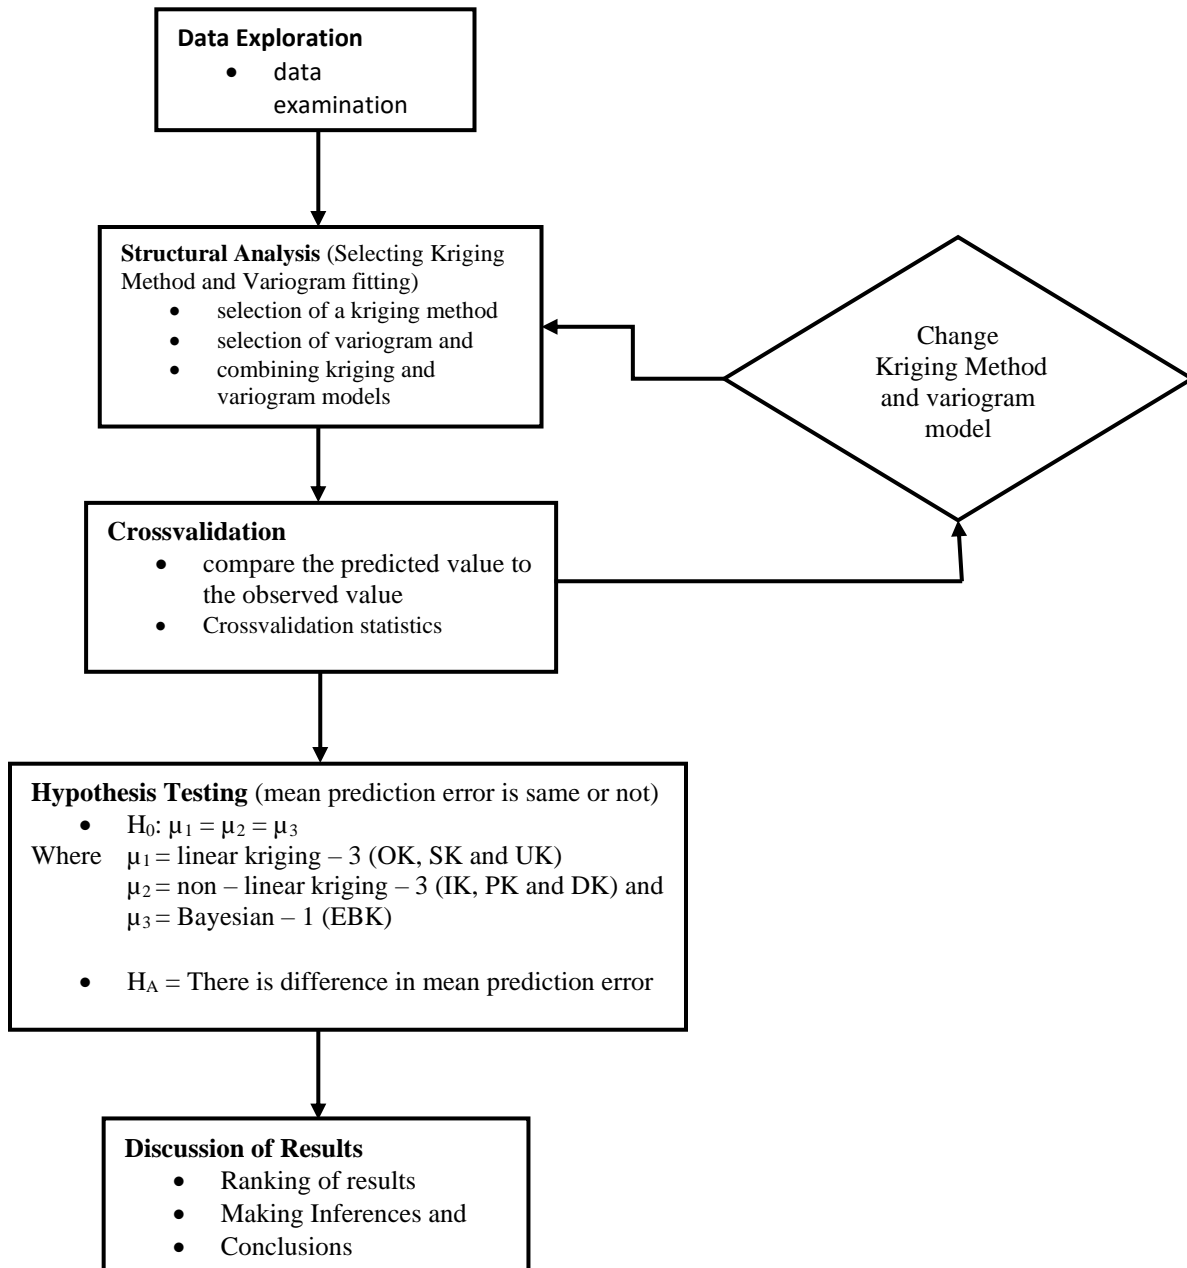 Data Exploration
• data
examination
Structural Analysis (Selecting Kriging
Method and Variogram fitting)
• selection of a kriging method
• selection of variogram and
• combining kriging and
variogram models
Change
Kriging Method
and variogram
model
Crossvalidation
• compare the predicted value to
the observed value
• Crossvalidation statistics
Hypothesis Testing (mean prediction error is same or not)
• H₀: µ₁ = µ₂ = µ₃
Where µ₁ = linear kriging – 3 (OK, SK and UK)
µ₂ = non – linear kriging – 3 (IK, PK and DK) and
µ₃ = Bayesian – 1 (EBK)
• H_A = There is difference in mean prediction error
Discussion of Results
• Ranking of results
• Making Inferences and
• Conclusions